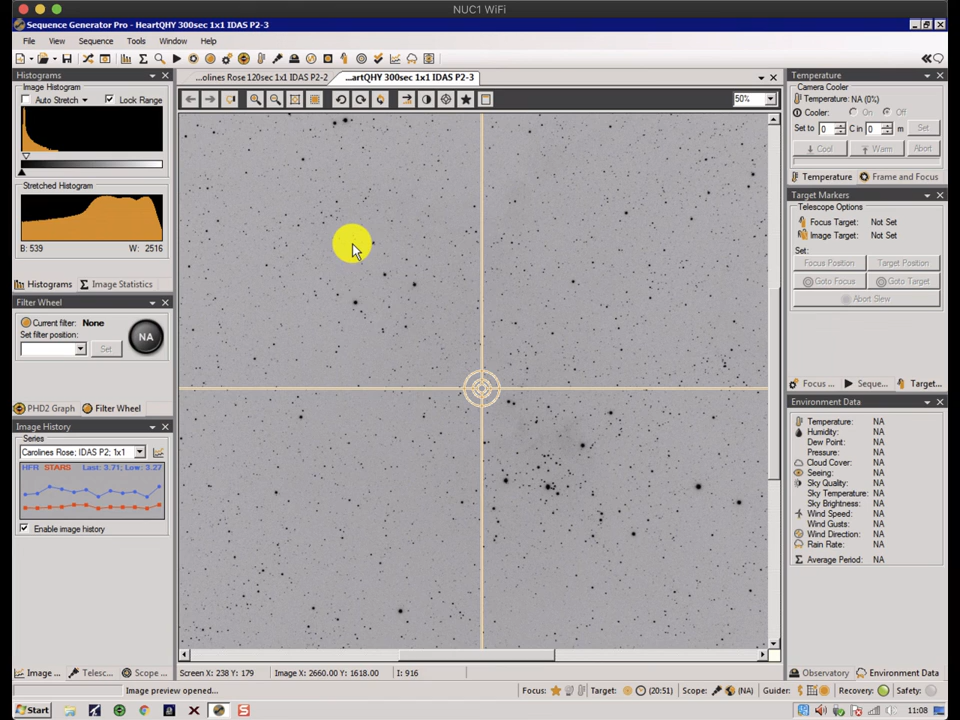 NUC1 WiFi
Sequence Generator Pro - HeartQHY 300sec 1x1 IDAS P2-3
File View Sequence Tools Window Help
Histograms
Image Histogram
Auto Stretch Lock Range
Stretched Histogram
B: 539 W: 2516
Histograms Image Statistics
Filter Wheel
Current filter: None
Set filter position:
Set
NA
PHD2 Graph Filter Wheel
Image History
Series
Carolines Rose; IDAS P2; 1x1
HFR STARS Last: 3.71; Low: 3.27
Enable image history
Image ... Telesc... Scope ...
...olines Rose 120sec 1x1 IDAS P2-2 ...artQHY 300sec 1x1 IDAS P2-3
50%
Screen X: 238 Y: 179 Image X: 2660.00 Y: 1618.00 I: 916
Temperature
Camera Cooler
Temperature: NA (0%)
Cooler: On Off
Set to 0 C in 0 m Set
Cool Warm Abort
Temperature Frame and Focus
Target Markers
Telescope Options
Focus Target: Not Set
Image Target: Not Set
Set:
Focus Position Target Position
Goto Focus Goto Target
Abort Slew
Focus ... Seque... Target...
Environment Data
Temperature: NA
Humidity: NA
Dew Point: NA
Pressure: NA
Cloud Cover: NA
Seeing: NA
Sky Quality: NA
Sky Temperature: NA
Sky Brightness: NA
Wind Speed: NA
Wind Gusts: NA
Wind Direction: NA
Rain Rate: NA
Average Period: NA
Observatory Environment Data
Image preview opened...
Focus: Target: (20:51) Scope: (NA) Guider: Recovery: Safety:
Start
11:08